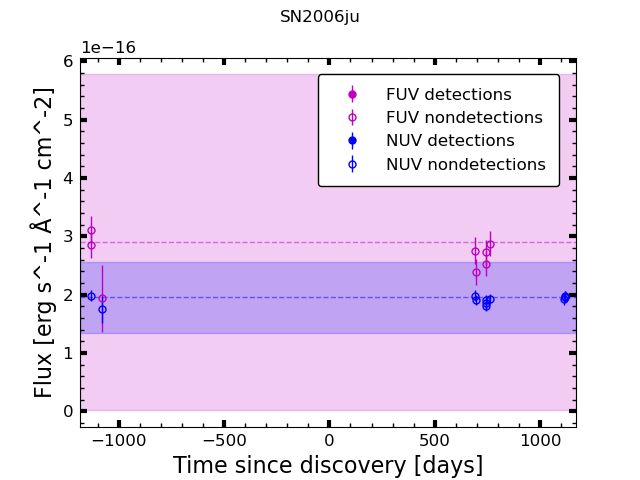 SN2006ju
1e−16
6
5
4
3
2
1
0
Flux [erg s^-1 Å^-1 cm^-2]
FUV detections
FUV nondetections
NUV detections
NUV nondetections
−1000 −500 0 500 1000
Time since discovery [days]